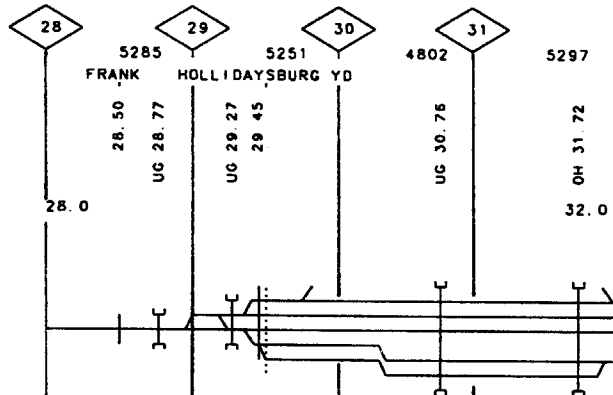 28 29 30 31
5285 5251 4802 5297
FRANK HOLLIDAYSBURG YD
28.50 UG 28.77 UG 29.27 29.45 UG 30.76 OH 31.72
28.0 32.0